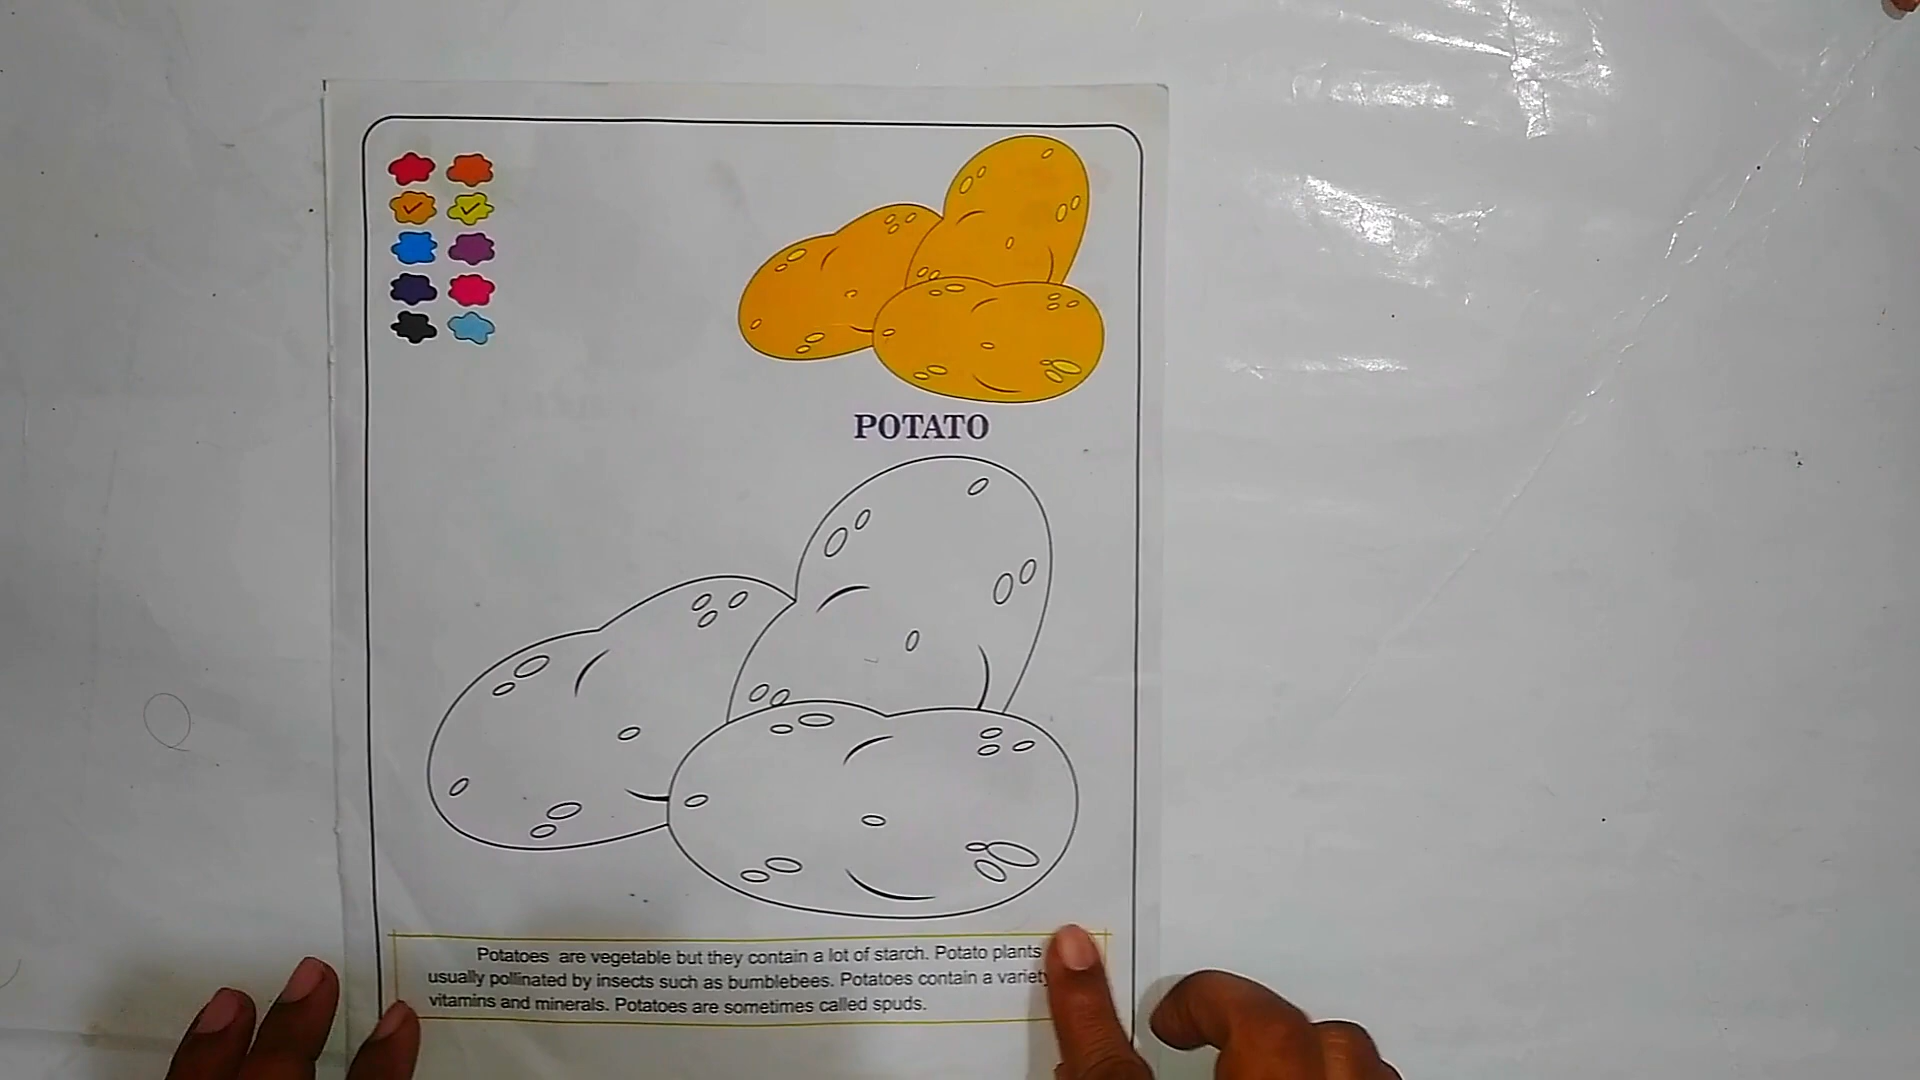 POTATO
Potatoes are vegetable but they contain a lot of starch. Potato plants
usually pollinated by insects such as bumblebees. Potatoes contain a variety
vitamins and minerals. Potatoes are sometimes called spuds.